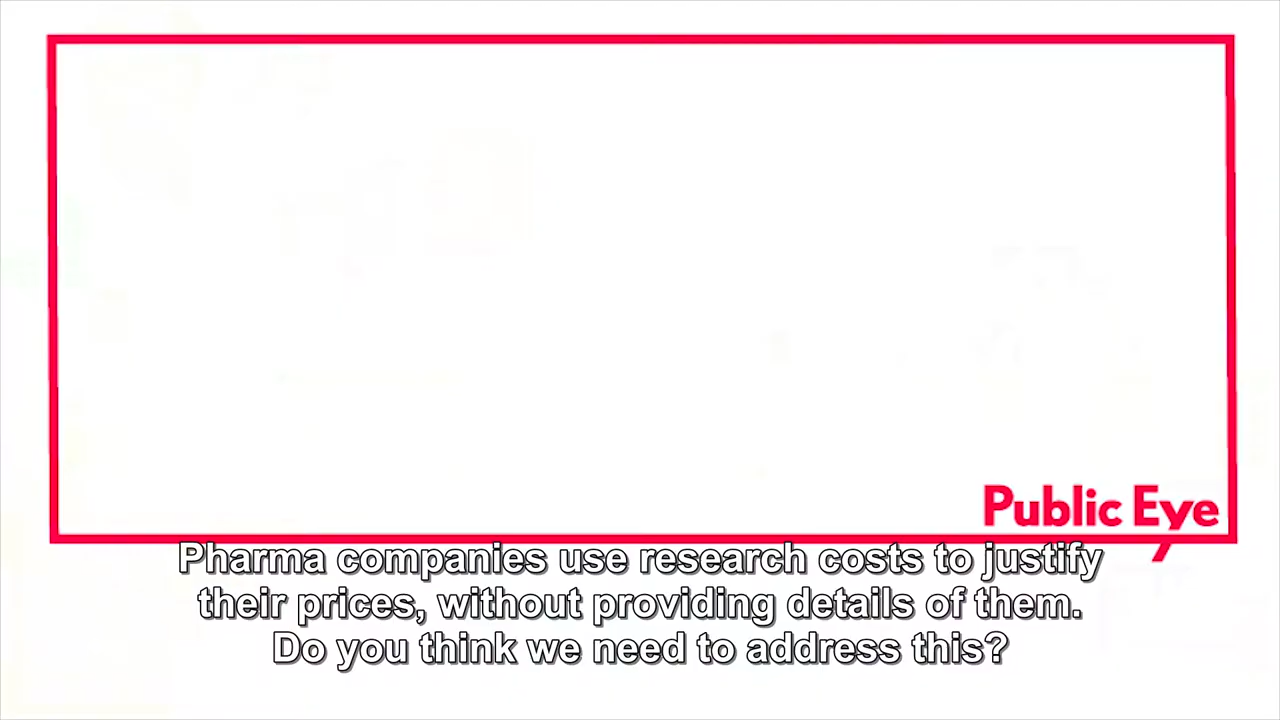 Public Eye
Pharma companies use research costs to justify
their prices, without providing details of them.
Do you think we need to address this?